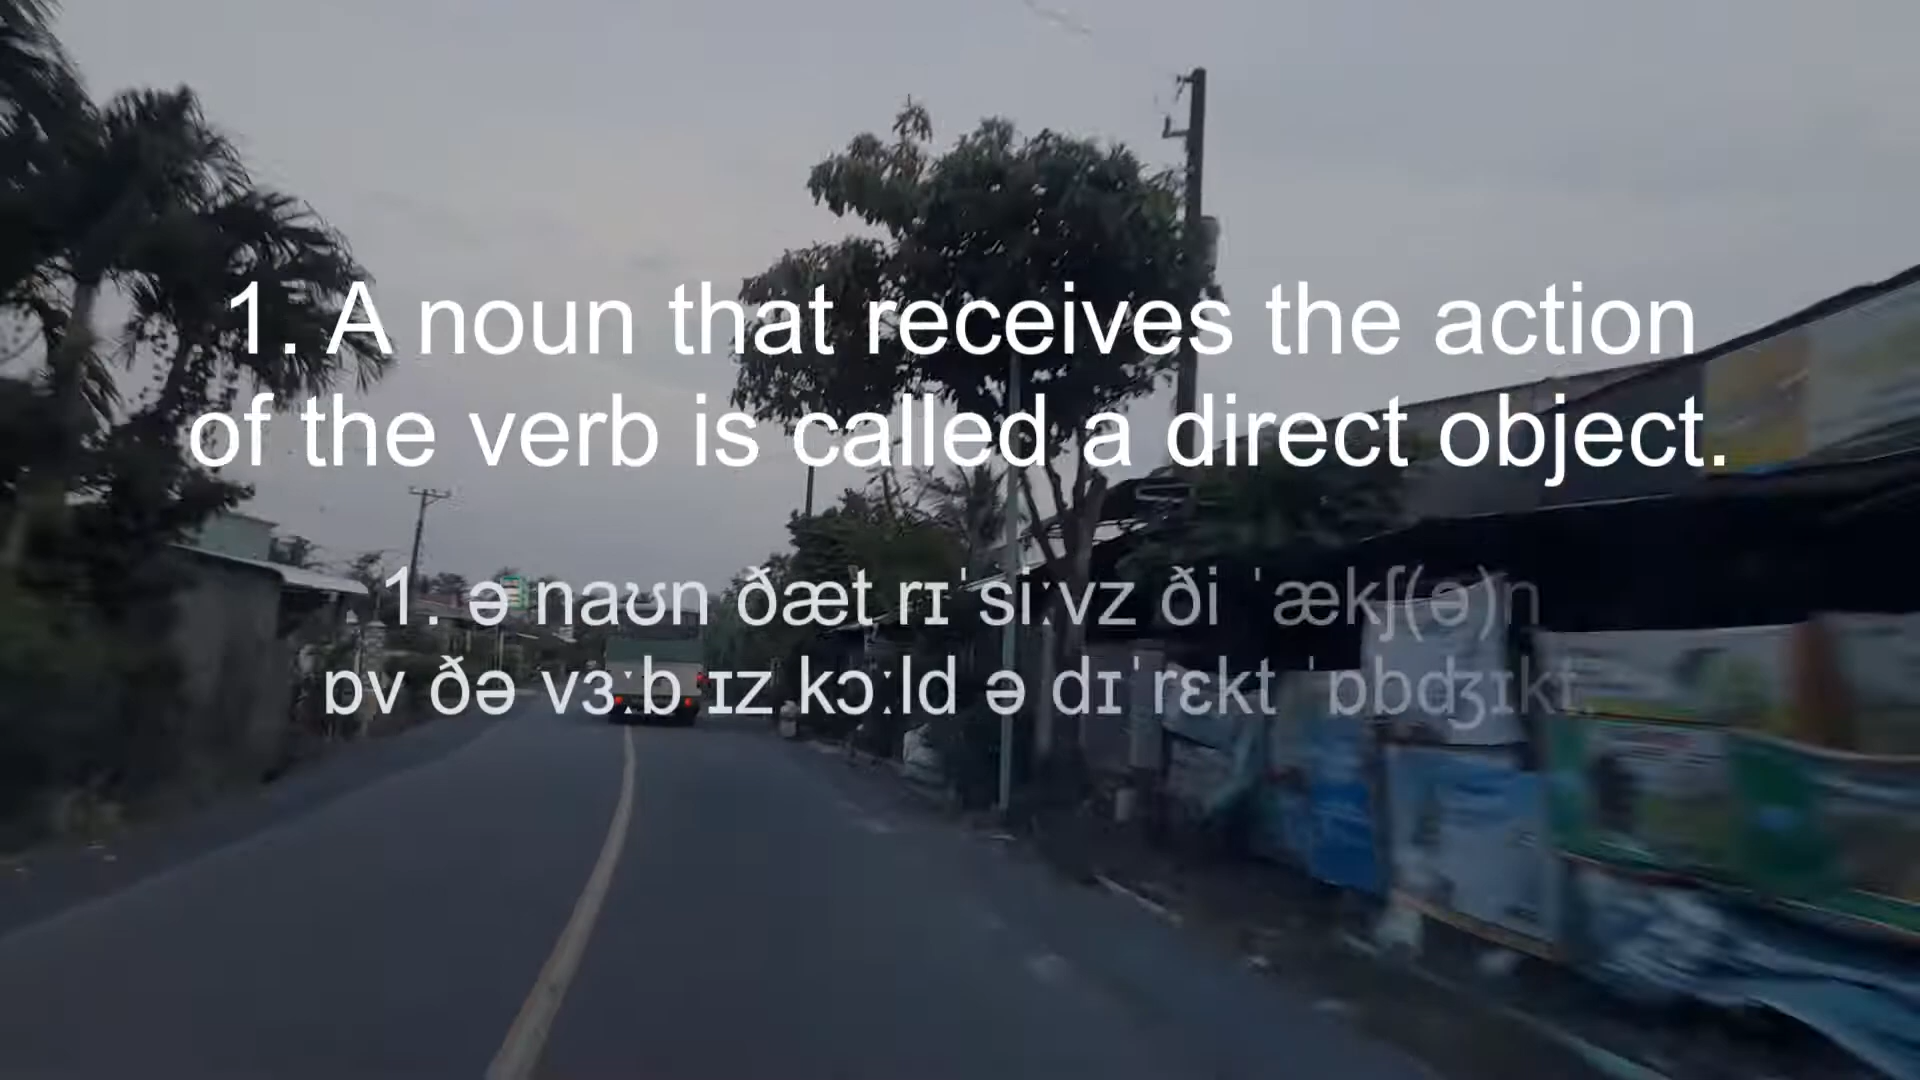 1. A noun that receives the action
of the verb is called a direct object.
1. ə naʊn ðæt rɪˈsiːvz ði ˈækʃ(ə)n
ɒv ðə vɜːb ɪz kɔːld ə dɪˈrɛkt ˈɒbʤɪkt.